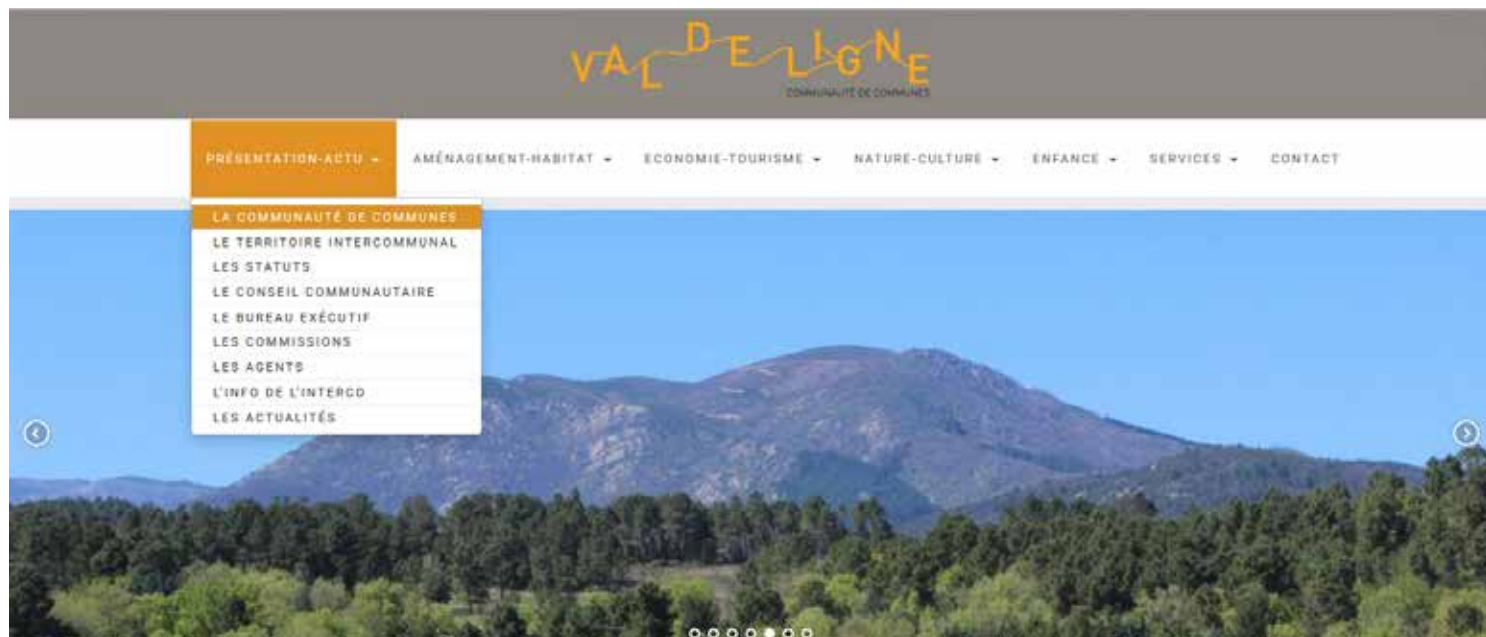 VAL DE LIGNE
COMMUNAUTÉ DE COMMUNES
PRÉSENTATION-ACTU AMÉNAGEMENT-HABITAT ECONOMIE-TOURISME NATURE-CULTURE ENFANCE SERVICES CONTACT
LA COMMUNAUTÉ DE COMMUNES
LE TERRITOIRE INTERCOMMUNAL
LES STATUTS
LE CONSEIL COMMUNAUTAIRE
LE BUREAU EXÉCUTIF
LES COMMISSIONS
LES AGENTS
L'INFO DE L'INTERCO
LES ACTUALITÉS